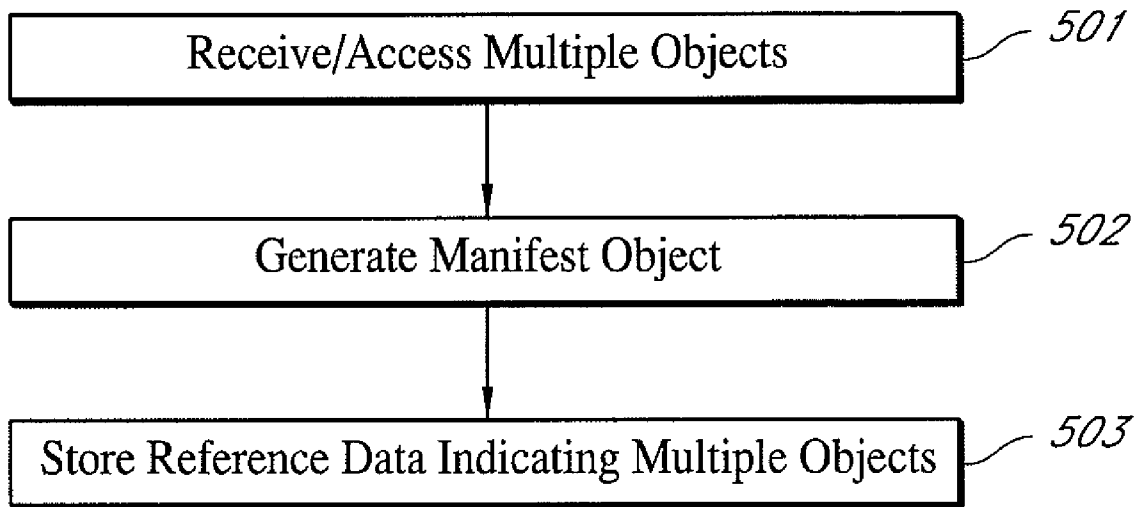 Receive/Access Multiple Objects
501
Generate Manifest Object
502
Store Reference Data Indicating Multiple Objects
503